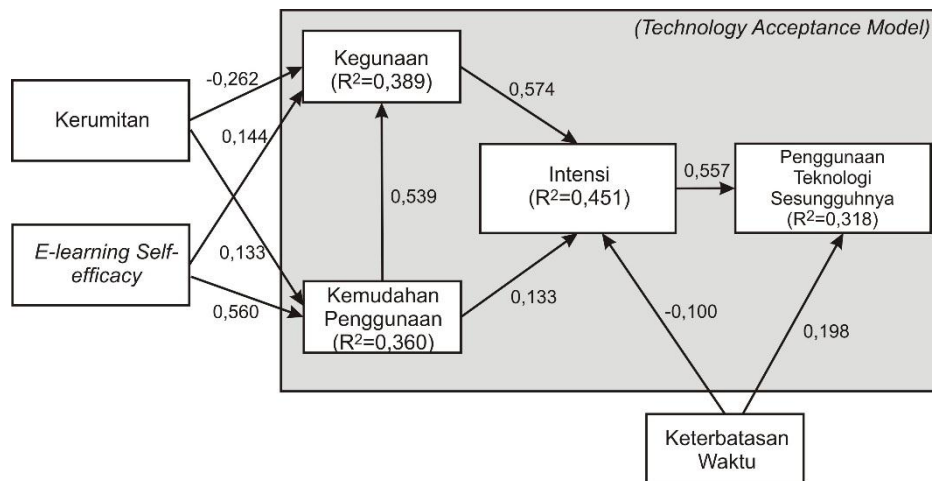 (Technology Acceptance Model)
Kegunaan
(R²=0,389)
-0,262
0,574
Kerumitan
0,144
Intensi
(R²=0,451)
0,557
Penggunaan
Teknologi
Sesungguhnya
(R²=0,318)
0,539
E-learning Self-
efficacy
0,133
0,560
Kemudahan
Penggunaan
(R²=0,360)
0,133
-0,100
0,198
Keterbatasan
Waktu